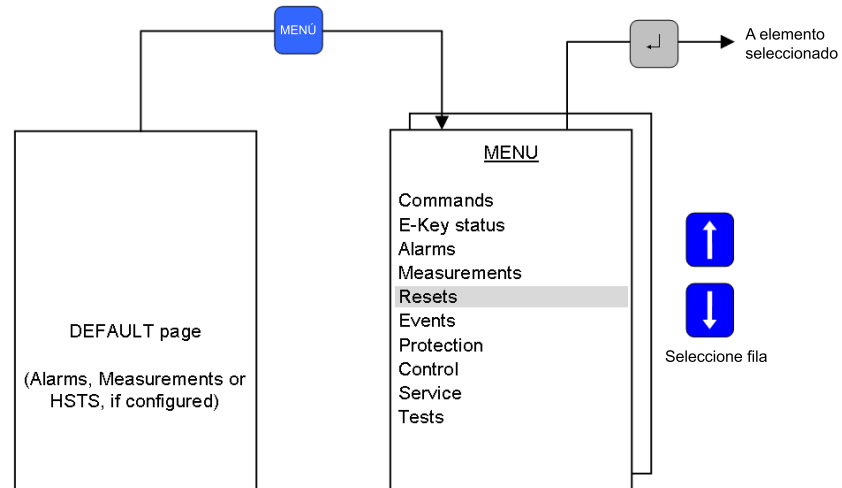 MENÚ
A elemento
seleccionado
MENU
Commands
E-Key status
Alarms
Measurements
Resets
Events
Protection
Control
Service
Tests
DEFAULT page
(Alarms, Measurements or
HSTS, if configured)
Seleccione fila